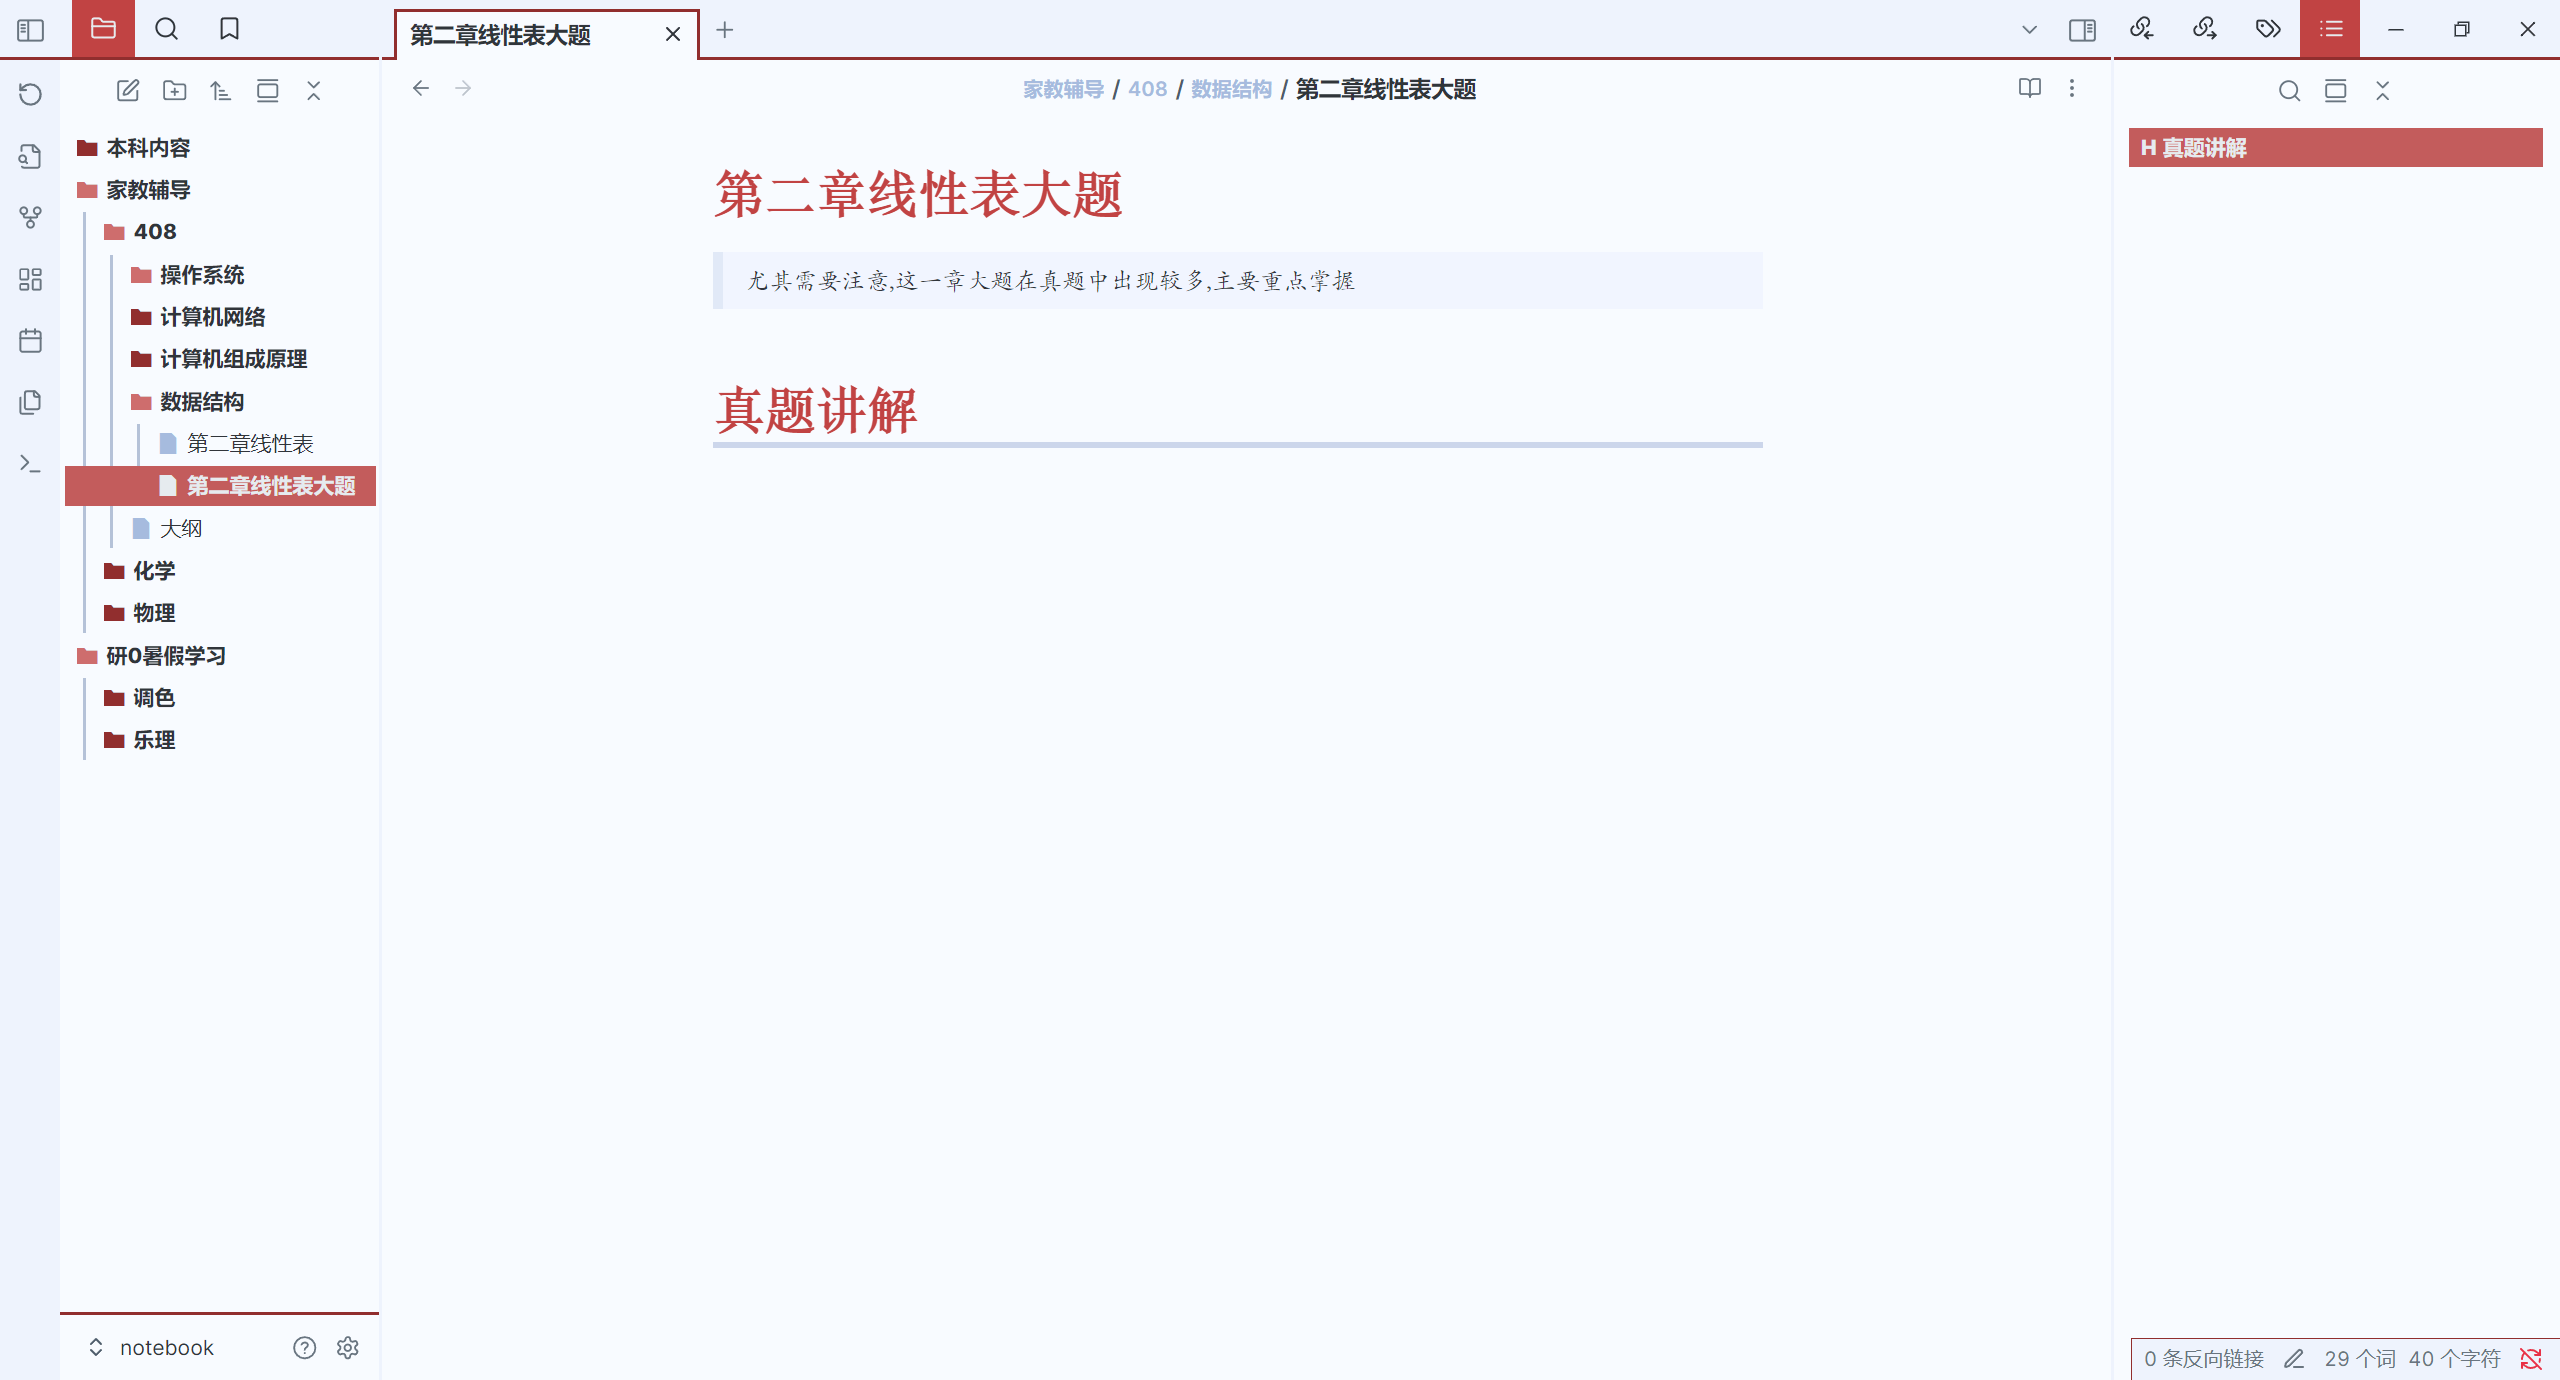 第二章线性表大题
家教辅导 / 408 / 数据结构 / 第二章线性表大题
本科内容
家教辅导
408
操作系统
计算机网络
计算机组成原理
数据结构
第二章线性表
第二章线性表大题
大纲
化学
物理
研0暑假学习
调色
乐理
notebook
第二章线性表大题
尤其需要注意,这一章大题在真题中出现较多,主要重点掌握
真题讲解
H 真题讲解
0 条反向链接 29 个词 40 个字符